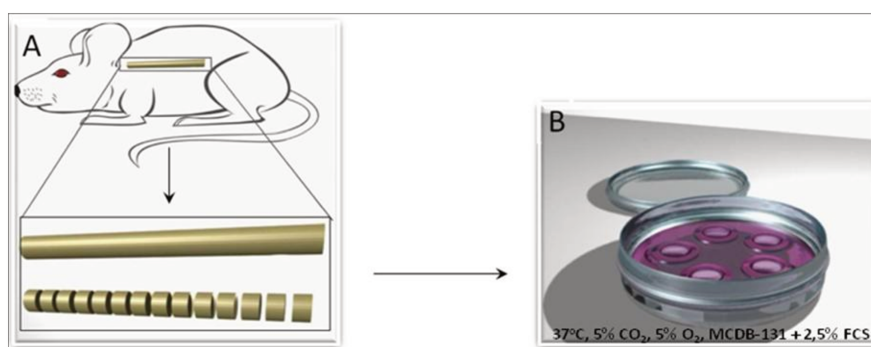 A
B
37°C, 5% CO₂, 5% O₂, MCDB-131 + 2,5% FCS